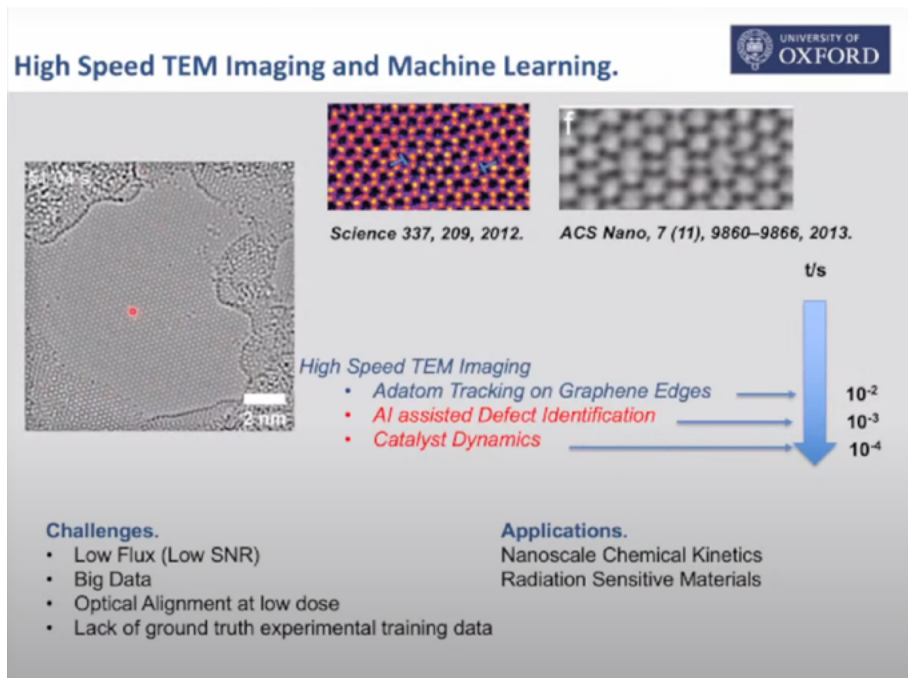 High Speed TEM Imaging and Machine Learning.
UNIVERSITY OF
OXFORD
f
Science 337, 209, 2012.
ACS Nano, 7 (11), 9860–9866, 2013.
2 nm
t/s
High Speed TEM Imaging
• Adatom Tracking on Graphene Edges
10-2
• AI assisted Defect Identification
10-3
• Catalyst Dynamics
10-4
Challenges.
• Low Flux (Low SNR)
• Big Data
• Optical Alignment at low dose
• Lack of ground truth experimental training data
Applications.
Nanoscale Chemical Kinetics
Radiation Sensitive Materials